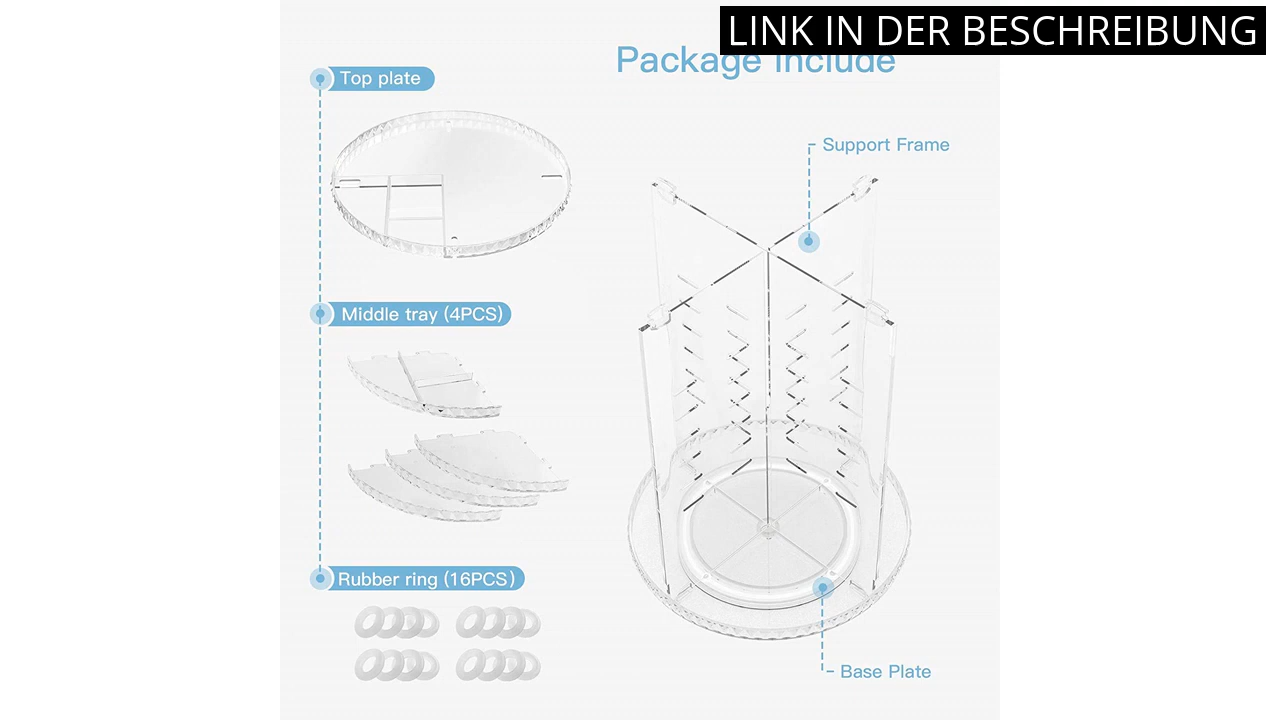 LINK IN DER BESCHREIBUNG
Package Include
Top plate
Support Frame
Middle tray (4PCS)
Rubber ring (16PCS)
Base Plate